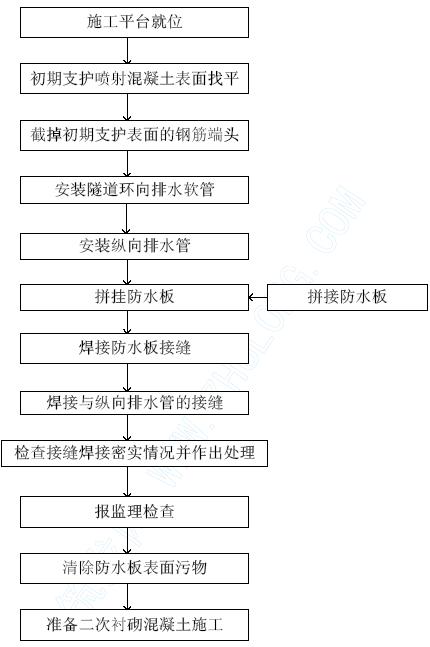 施工平台就位
初期支护喷射混凝土表面找平
截掉初期支护表面的钢筋端头
安装隧道环向排水软管
安装纵向排水管
拼挂防水板
拼接防水板
焊接防水板接缝
焊接与纵向排水管的接缝
检查接缝焊接密实情况并作出处理
报监理检查
清除防水板表面污物
准备二次衬砌混凝土施工
WWW.ZHULONG.COM